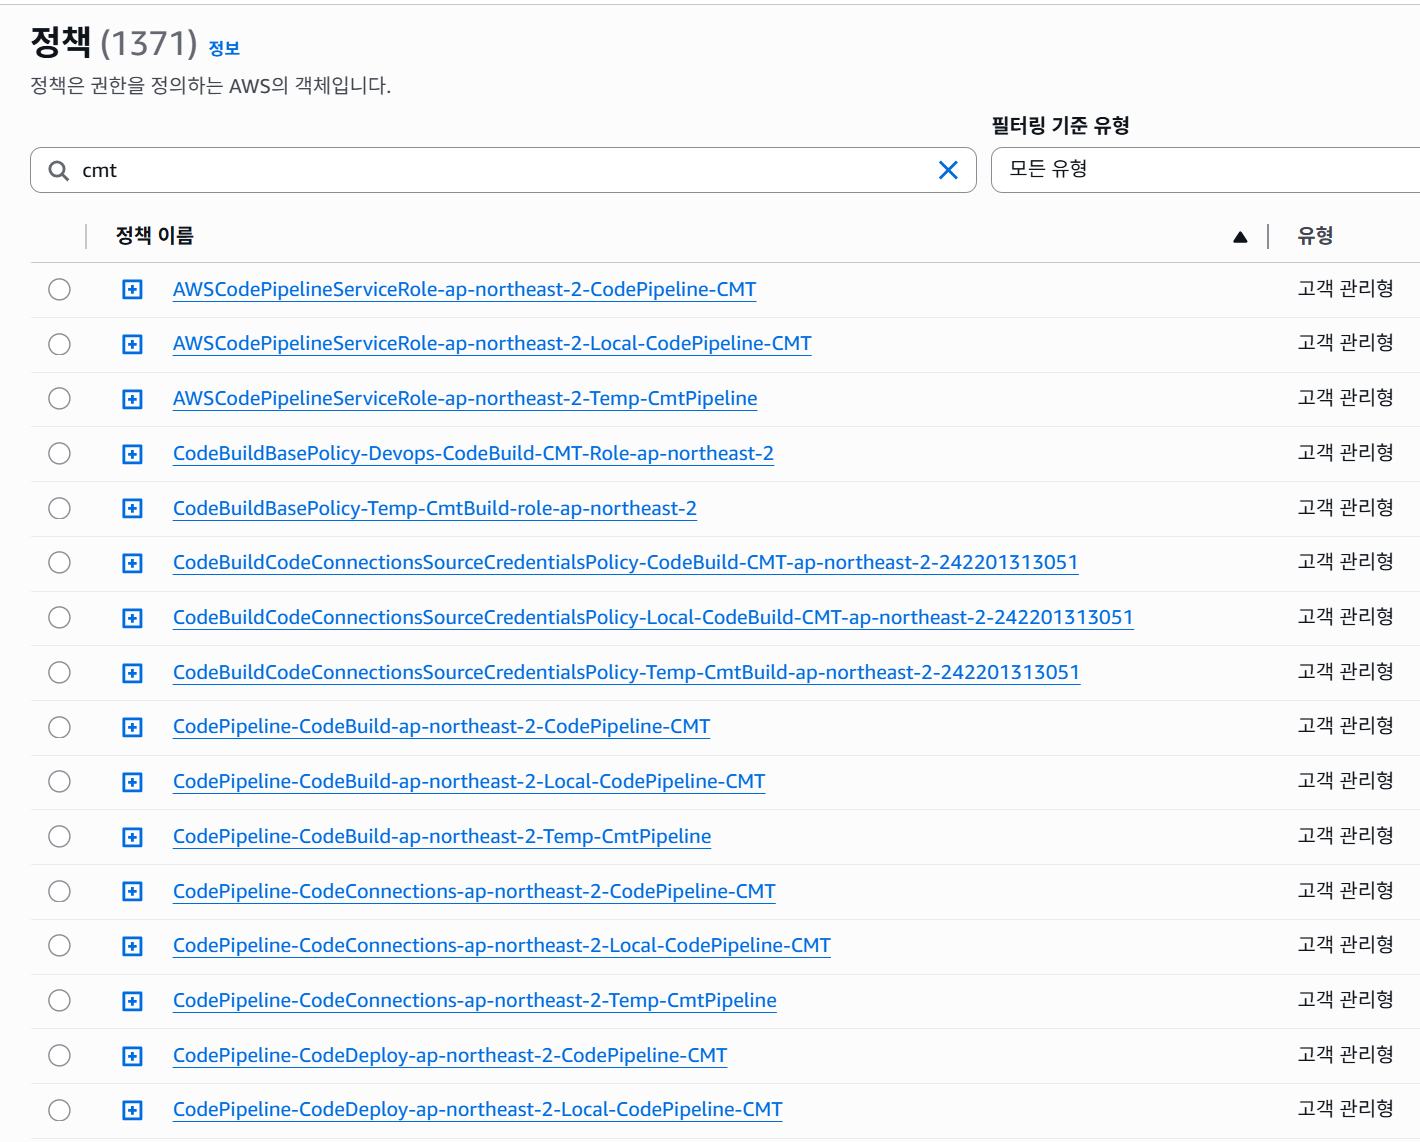 정책 (1371) 정보
정책은 권한을 정의하는 AWS의 객체입니다.
필터링 기준 유형
cmt
모든 유형
정책 이름 유형
AWSCodePipelineServiceRole-ap-northeast-2-CodePipeline-CMT 고객 관리형
AWSCodePipelineServiceRole-ap-northeast-2-Local-CodePipeline-CMT 고객 관리형
AWSCodePipelineServiceRole-ap-northeast-2-Temp-CmtPipeline 고객 관리형
CodeBuildBasePolicy-Devops-CodeBuild-CMT-Role-ap-northeast-2 고객 관리형
CodeBuildBasePolicy-Temp-CmtBuild-role-ap-northeast-2 고객 관리형
CodeBuildCodeConnectionsSourceCredentialsPolicy-CodeBuild-CMT-ap-northeast-2-242201313051 고객 관리형
CodeBuildCodeConnectionsSourceCredentialsPolicy-Local-CodeBuild-CMT-ap-northeast-2-242201313051 고객 관리형
CodeBuildCodeConnectionsSourceCredentialsPolicy-Temp-CmtBuild-ap-northeast-2-242201313051 고객 관리형
CodePipeline-CodeBuild-ap-northeast-2-CodePipeline-CMT 고객 관리형
CodePipeline-CodeBuild-ap-northeast-2-Local-CodePipeline-CMT 고객 관리형
CodePipeline-CodeBuild-ap-northeast-2-Temp-CmtPipeline 고객 관리형
CodePipeline-CodeConnections-ap-northeast-2-CodePipeline-CMT 고객 관리형
CodePipeline-CodeConnections-ap-northeast-2-Local-CodePipeline-CMT 고객 관리형
CodePipeline-CodeConnections-ap-northeast-2-Temp-CmtPipeline 고객 관리형
CodePipeline-CodeDeploy-ap-northeast-2-CodePipeline-CMT 고객 관리형
CodePipeline-CodeDeploy-ap-northeast-2-Local-CodePipeline-CMT 고객 관리형